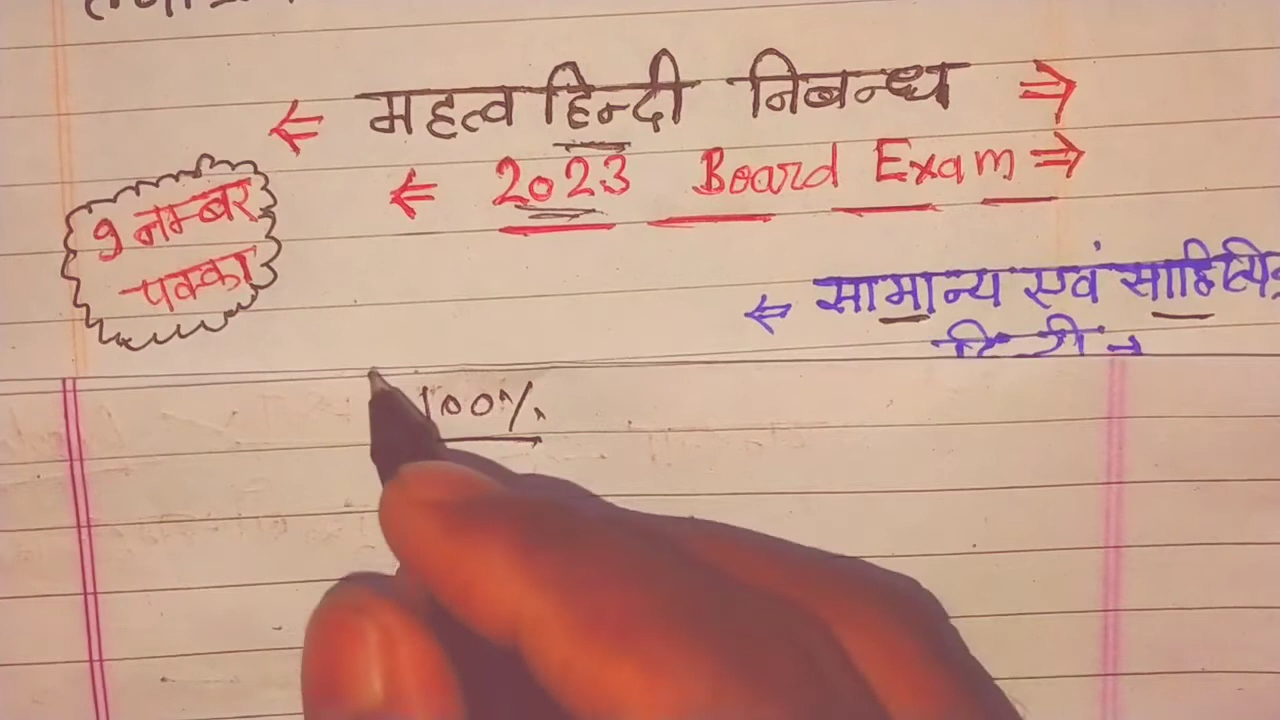 ← महत्व हिन्दी निबन्ध ⇒
← 2023 Board Exam ⇒
9 नम्बर
पक्का
← सामान्य एवं साहित्यिक
हिन्दी →
100%